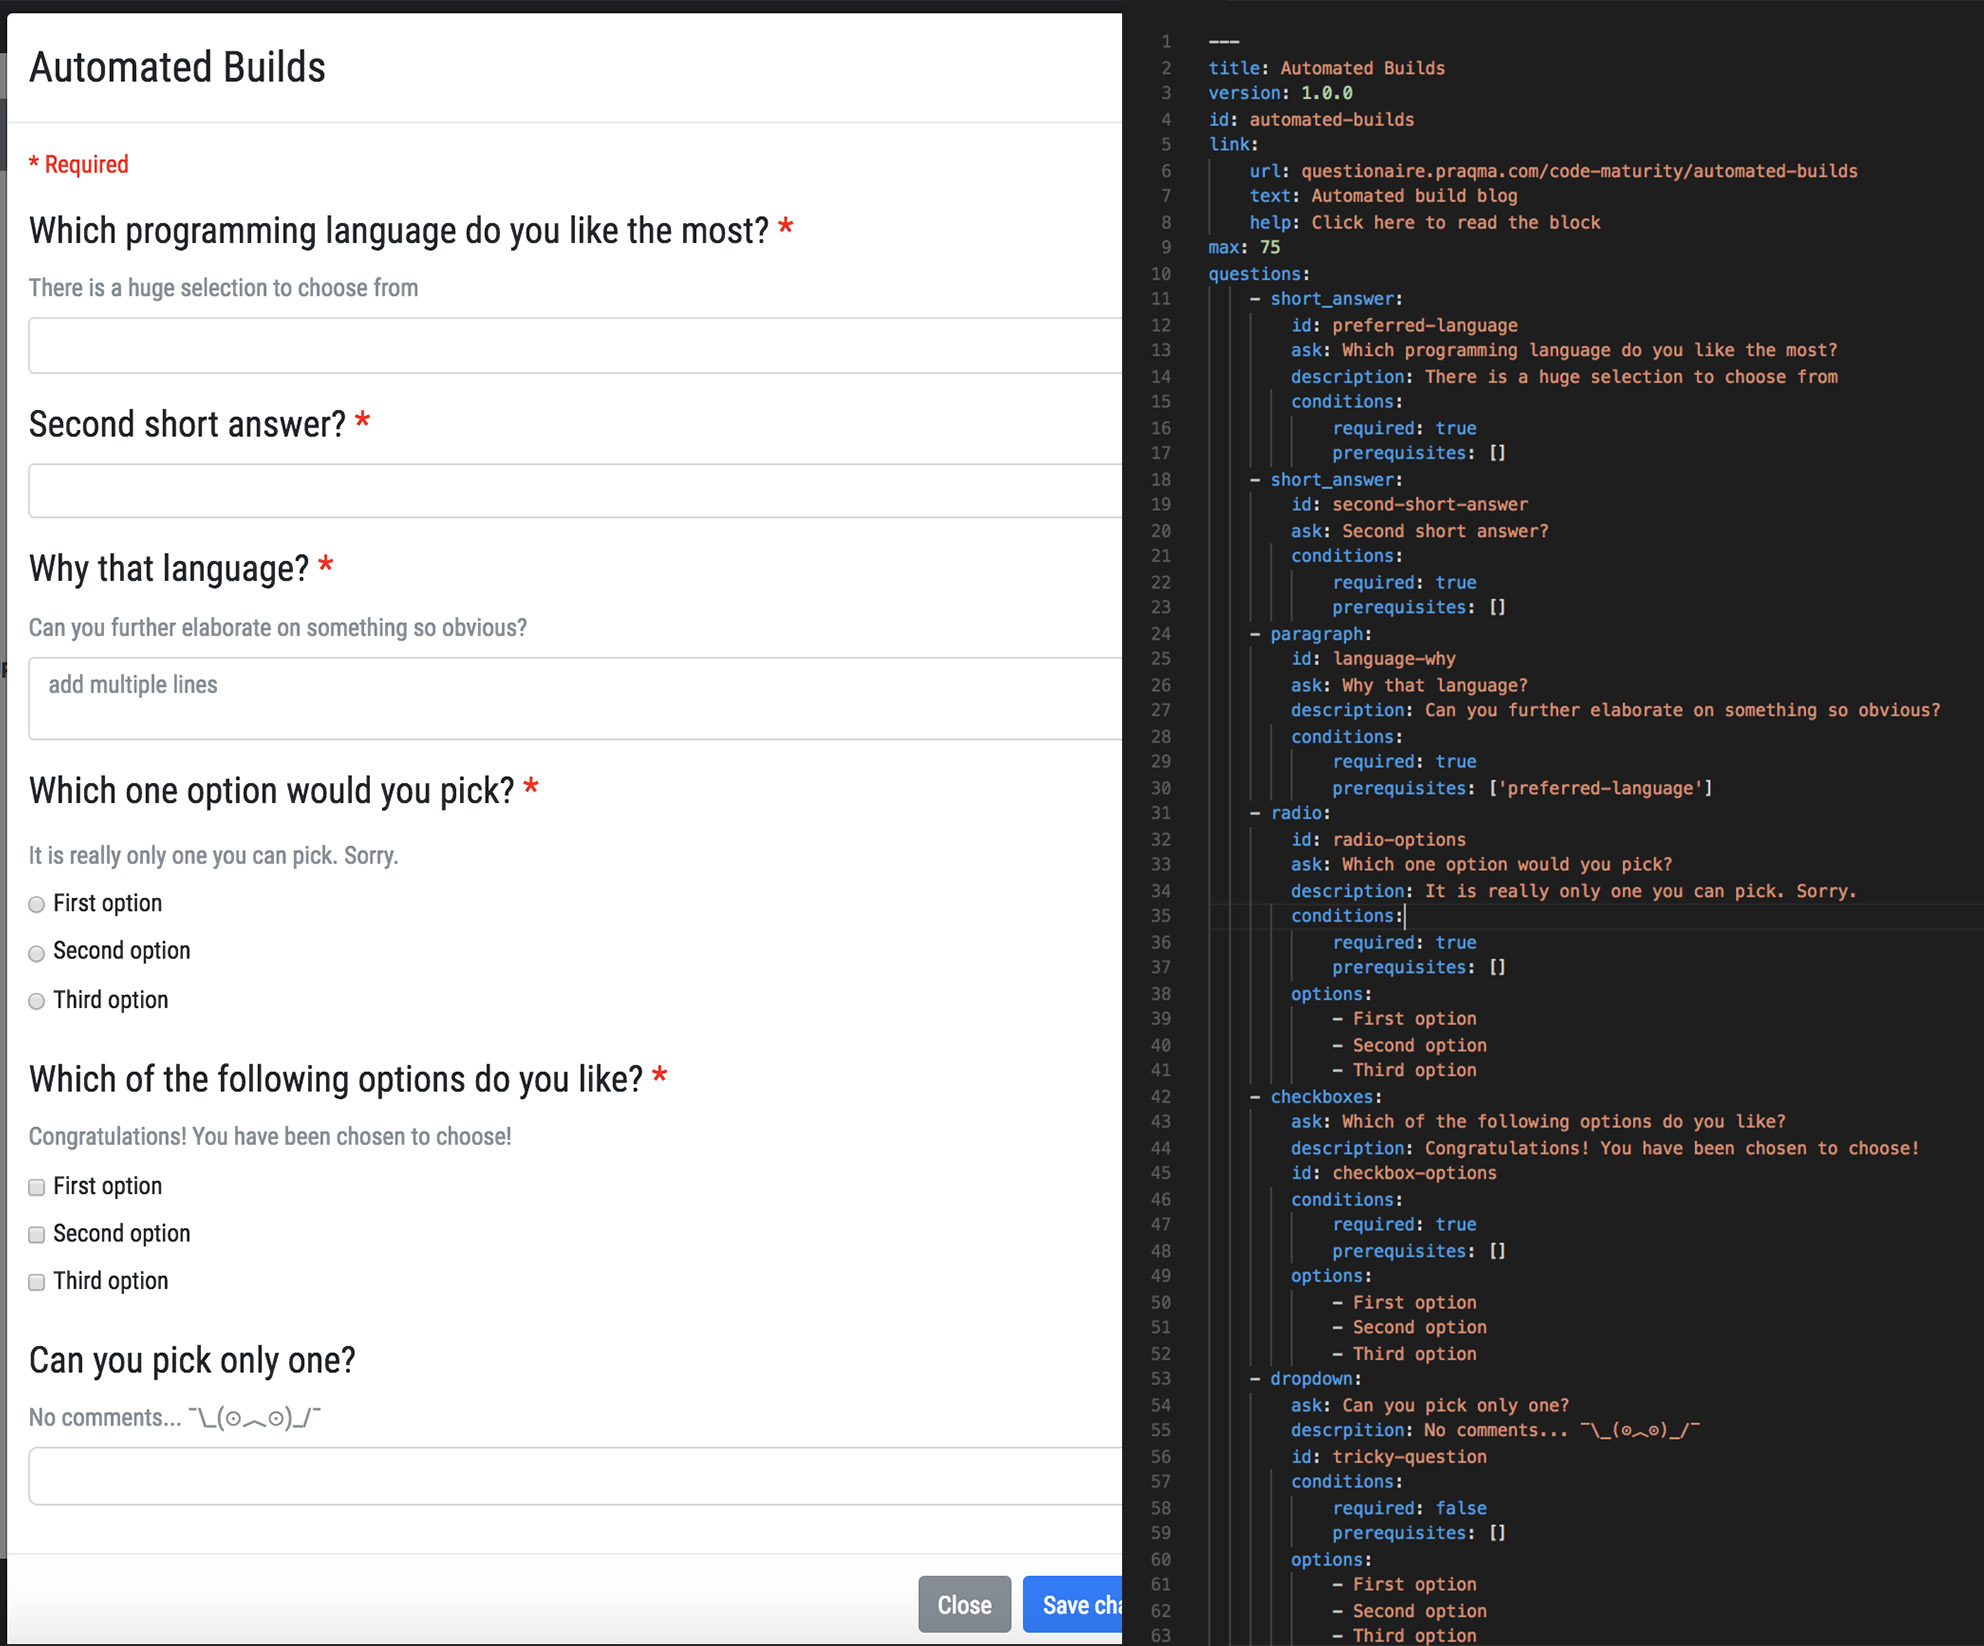 Automated Builds
* Required
Which programming language do you like the most? *
There is a huge selection to choose from
Second short answer? *
Why that language? *
Can you further elaborate on something so obvious?
add multiple lines
Which one option would you pick? *
It is really only one you can pick. Sorry.
First option
Second option
Third option
Which of the following options do you like? *
Congratulations! You have been chosen to choose!
First option
Second option
Third option
Can you pick only one?
No comments... ¯\_(⊙︿⊙)_/¯
Close
Save cha
1 ---
2 title: Automated Builds
3 version: 1.0.0
4 id: automated-builds
5 link:
6 url: questionaire.praqma.com/code-maturity/automated-builds
7 text: Automated build blog
8 help: Click here to read the block
9 max: 75
10 questions:
11 - short_answer:
12 id: preferred-language
13 ask: Which programming language do you like the most?
14 description: There is a huge selection to choose from
15 conditions:
16 required: true
17 prerequisites: []
18 - short_answer:
19 id: second-short-answer
20 ask: Second short answer?
21 conditions:
22 required: true
23 prerequisites: []
24 - paragraph:
25 id: language-why
26 ask: Why that language?
27 description: Can you further elaborate on something so obvious?
28 conditions:
29 required: true
30 prerequisites: ['preferred-language']
31 - radio:
32 id: radio-options
33 ask: Which one option would you pick?
34 description: It is really only one you can pick. Sorry.
35 conditions:
36 required: true
37 prerequisites: []
38 options:
39 - First option
40 - Second option
41 - Third option
42 - checkboxes:
43 ask: Which of the following options do you like?
44 description: Congratulations! You have been chosen to choose!
45 id: checkbox-options
46 conditions:
47 required: true
48 prerequisites: []
49 options:
50 - First option
51 - Second option
52 - Third option
53 - dropdown:
54 ask: Can you pick only one?
55 descrpition: No comments... ¯\_(⊙︿⊙)_/¯
56 id: tricky-question
57 conditions:
58 required: false
59 prerequisites: []
60 options:
61 - First option
62 - Second option
63 - Third option